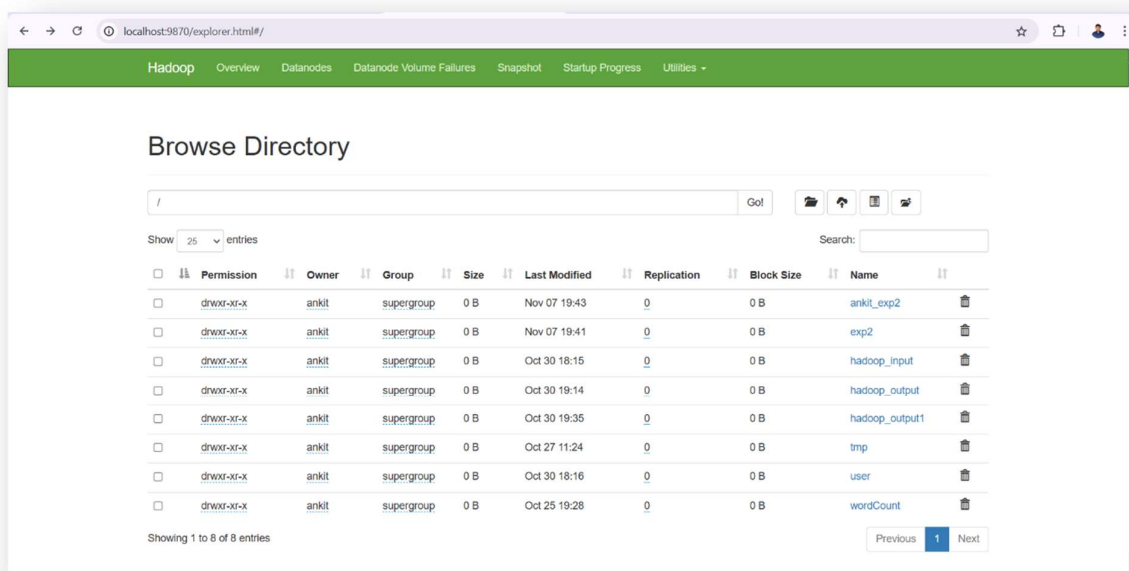 localhost:9870/explorer.html#/
Hadoop Overview Datanodes Datanode Volume Failures Snapshot Startup Progress Utilities
Browse Directory
/ Go!
Show 25 entries Search:
Permission Owner Group Size Last Modified Replication Block Size Name
drwxr-xr-x ankit supergroup 0 B Nov 07 19:43 0 0 B ankit_exp2
drwxr-xr-x ankit supergroup 0 B Nov 07 19:41 0 0 B exp2
drwxr-xr-x ankit supergroup 0 B Oct 30 18:15 0 0 B hadoop_input
drwxr-xr-x ankit supergroup 0 B Oct 30 19:14 0 0 B hadoop_output
drwxr-xr-x ankit supergroup 0 B Oct 30 19:35 0 0 B hadoop_output1
drwxr-xr-x ankit supergroup 0 B Oct 27 11:24 0 0 B tmp
drwxr-xr-x ankit supergroup 0 B Oct 30 18:16 0 0 B user
drwxr-xr-x ankit supergroup 0 B Oct 25 19:28 0 0 B wordCount
Showing 1 to 8 of 8 entries Previous 1 Next